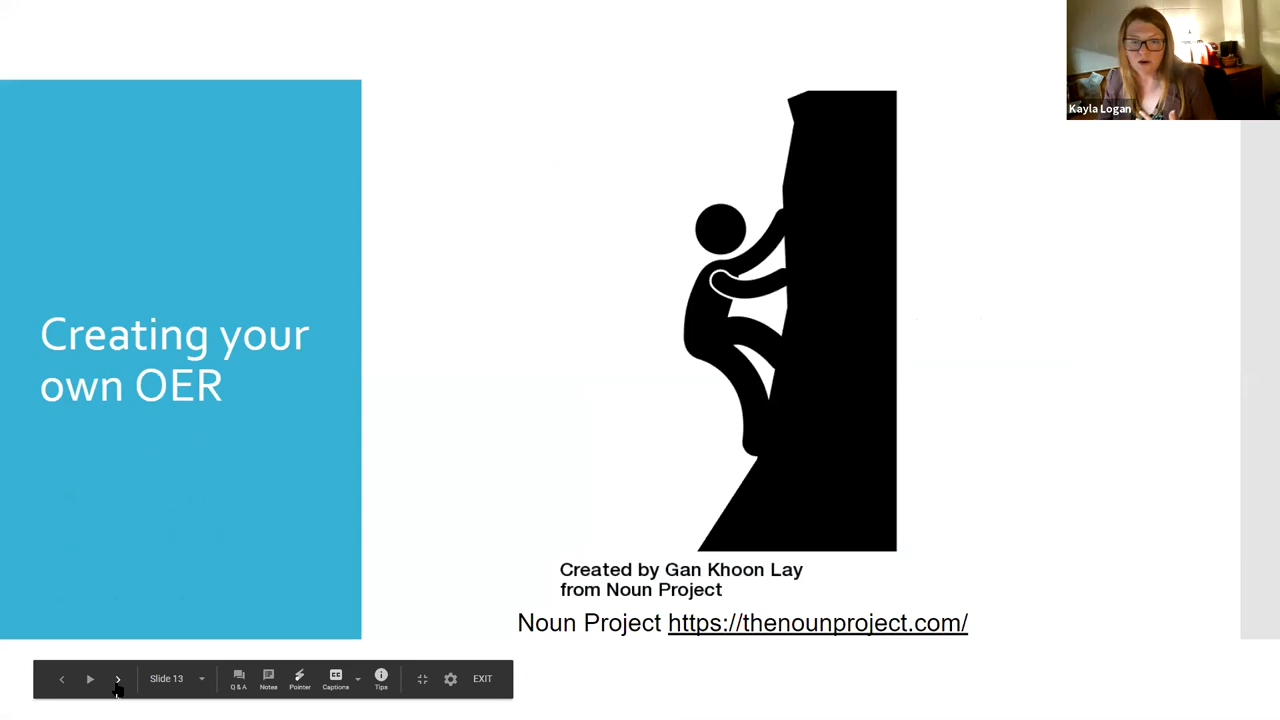 Kayla Logan
Creating your
own OER
Created by Gan Khoon Lay
from Noun Project
Noun Project https://thenounproject.com/
Slide 13
Q & A
Notes
Pointer
Captions
Tips
EXIT